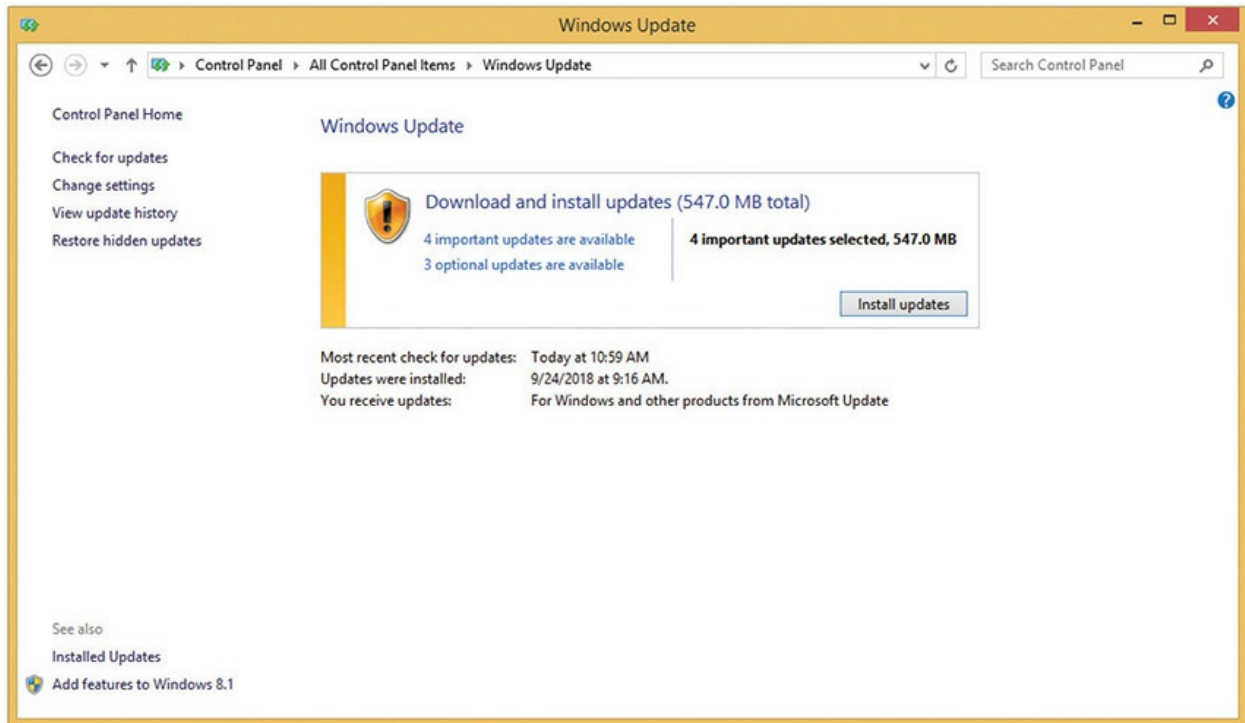 Windows Update
Control Panel All Control Panel Items Windows Update
Search Control Panel
Control Panel Home
Check for updates
Change settings
View update history
Restore hidden updates
Windows Update
Download and install updates (547.0 MB total)
4 important updates are available
3 optional updates are available
4 important updates selected, 547.0 MB
Install updates
Most recent check for updates: Today at 10:59 AM
Updates were installed: 9/24/2018 at 9:16 AM.
You receive updates: For Windows and other products from Microsoft Update
See also
Installed Updates
Add features to Windows 8.1